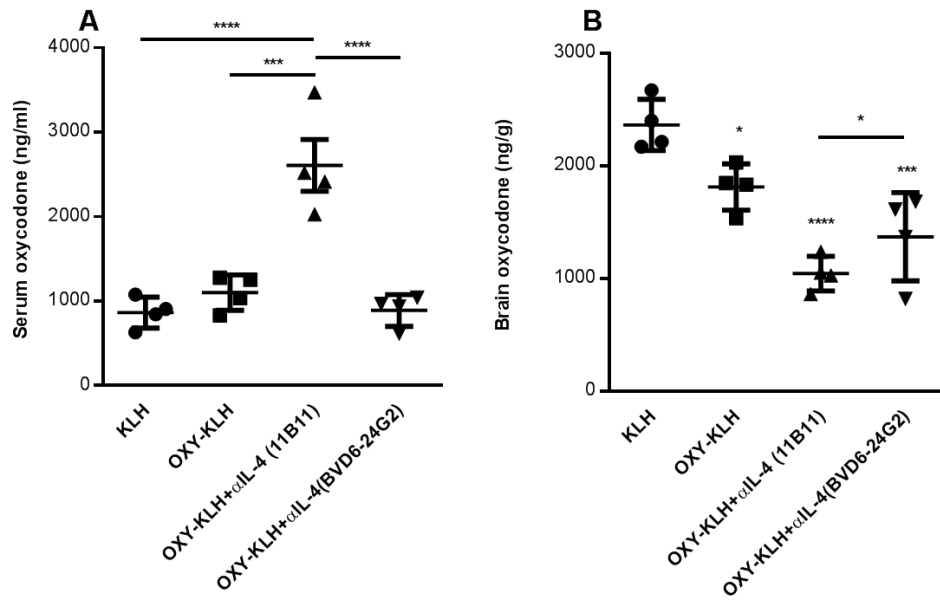 A
****
***
****
Serum oxycodone (ng/ml)
4000
3000
2000
1000
0
KLH
OXY-KLH
OXY-KLH+αIL-4 (11B11)
OXY-KLH+αIL-4(BVD6-24G2)
B
Brain oxycodone (ng/g)
3000
2000
1000
0
*
****
*
***
KLH
OXY-KLH
OXY-KLH+αIL-4 (11B11)
OXY-KLH+αIL-4(BVD6-24G2)